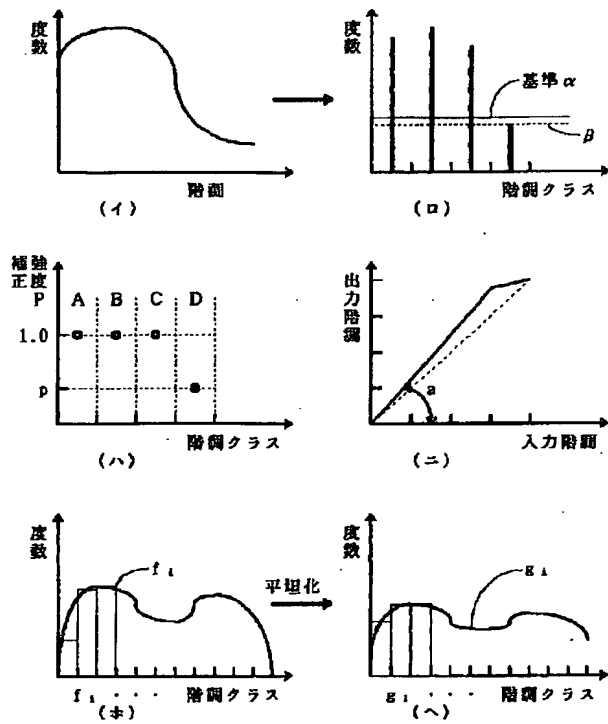 度数
階調
(イ)
度数
基準α
β
階調クラス
(ロ)
補正強度
P
A B C D
1.0
p
階調クラス
(ハ)
出力階調
a
入力階調
(ニ)
度数
f i
f i ・・・
階調クラス
(ホ)
平坦化
度数
g i
g i ・・・
階調クラス
(ヘ)